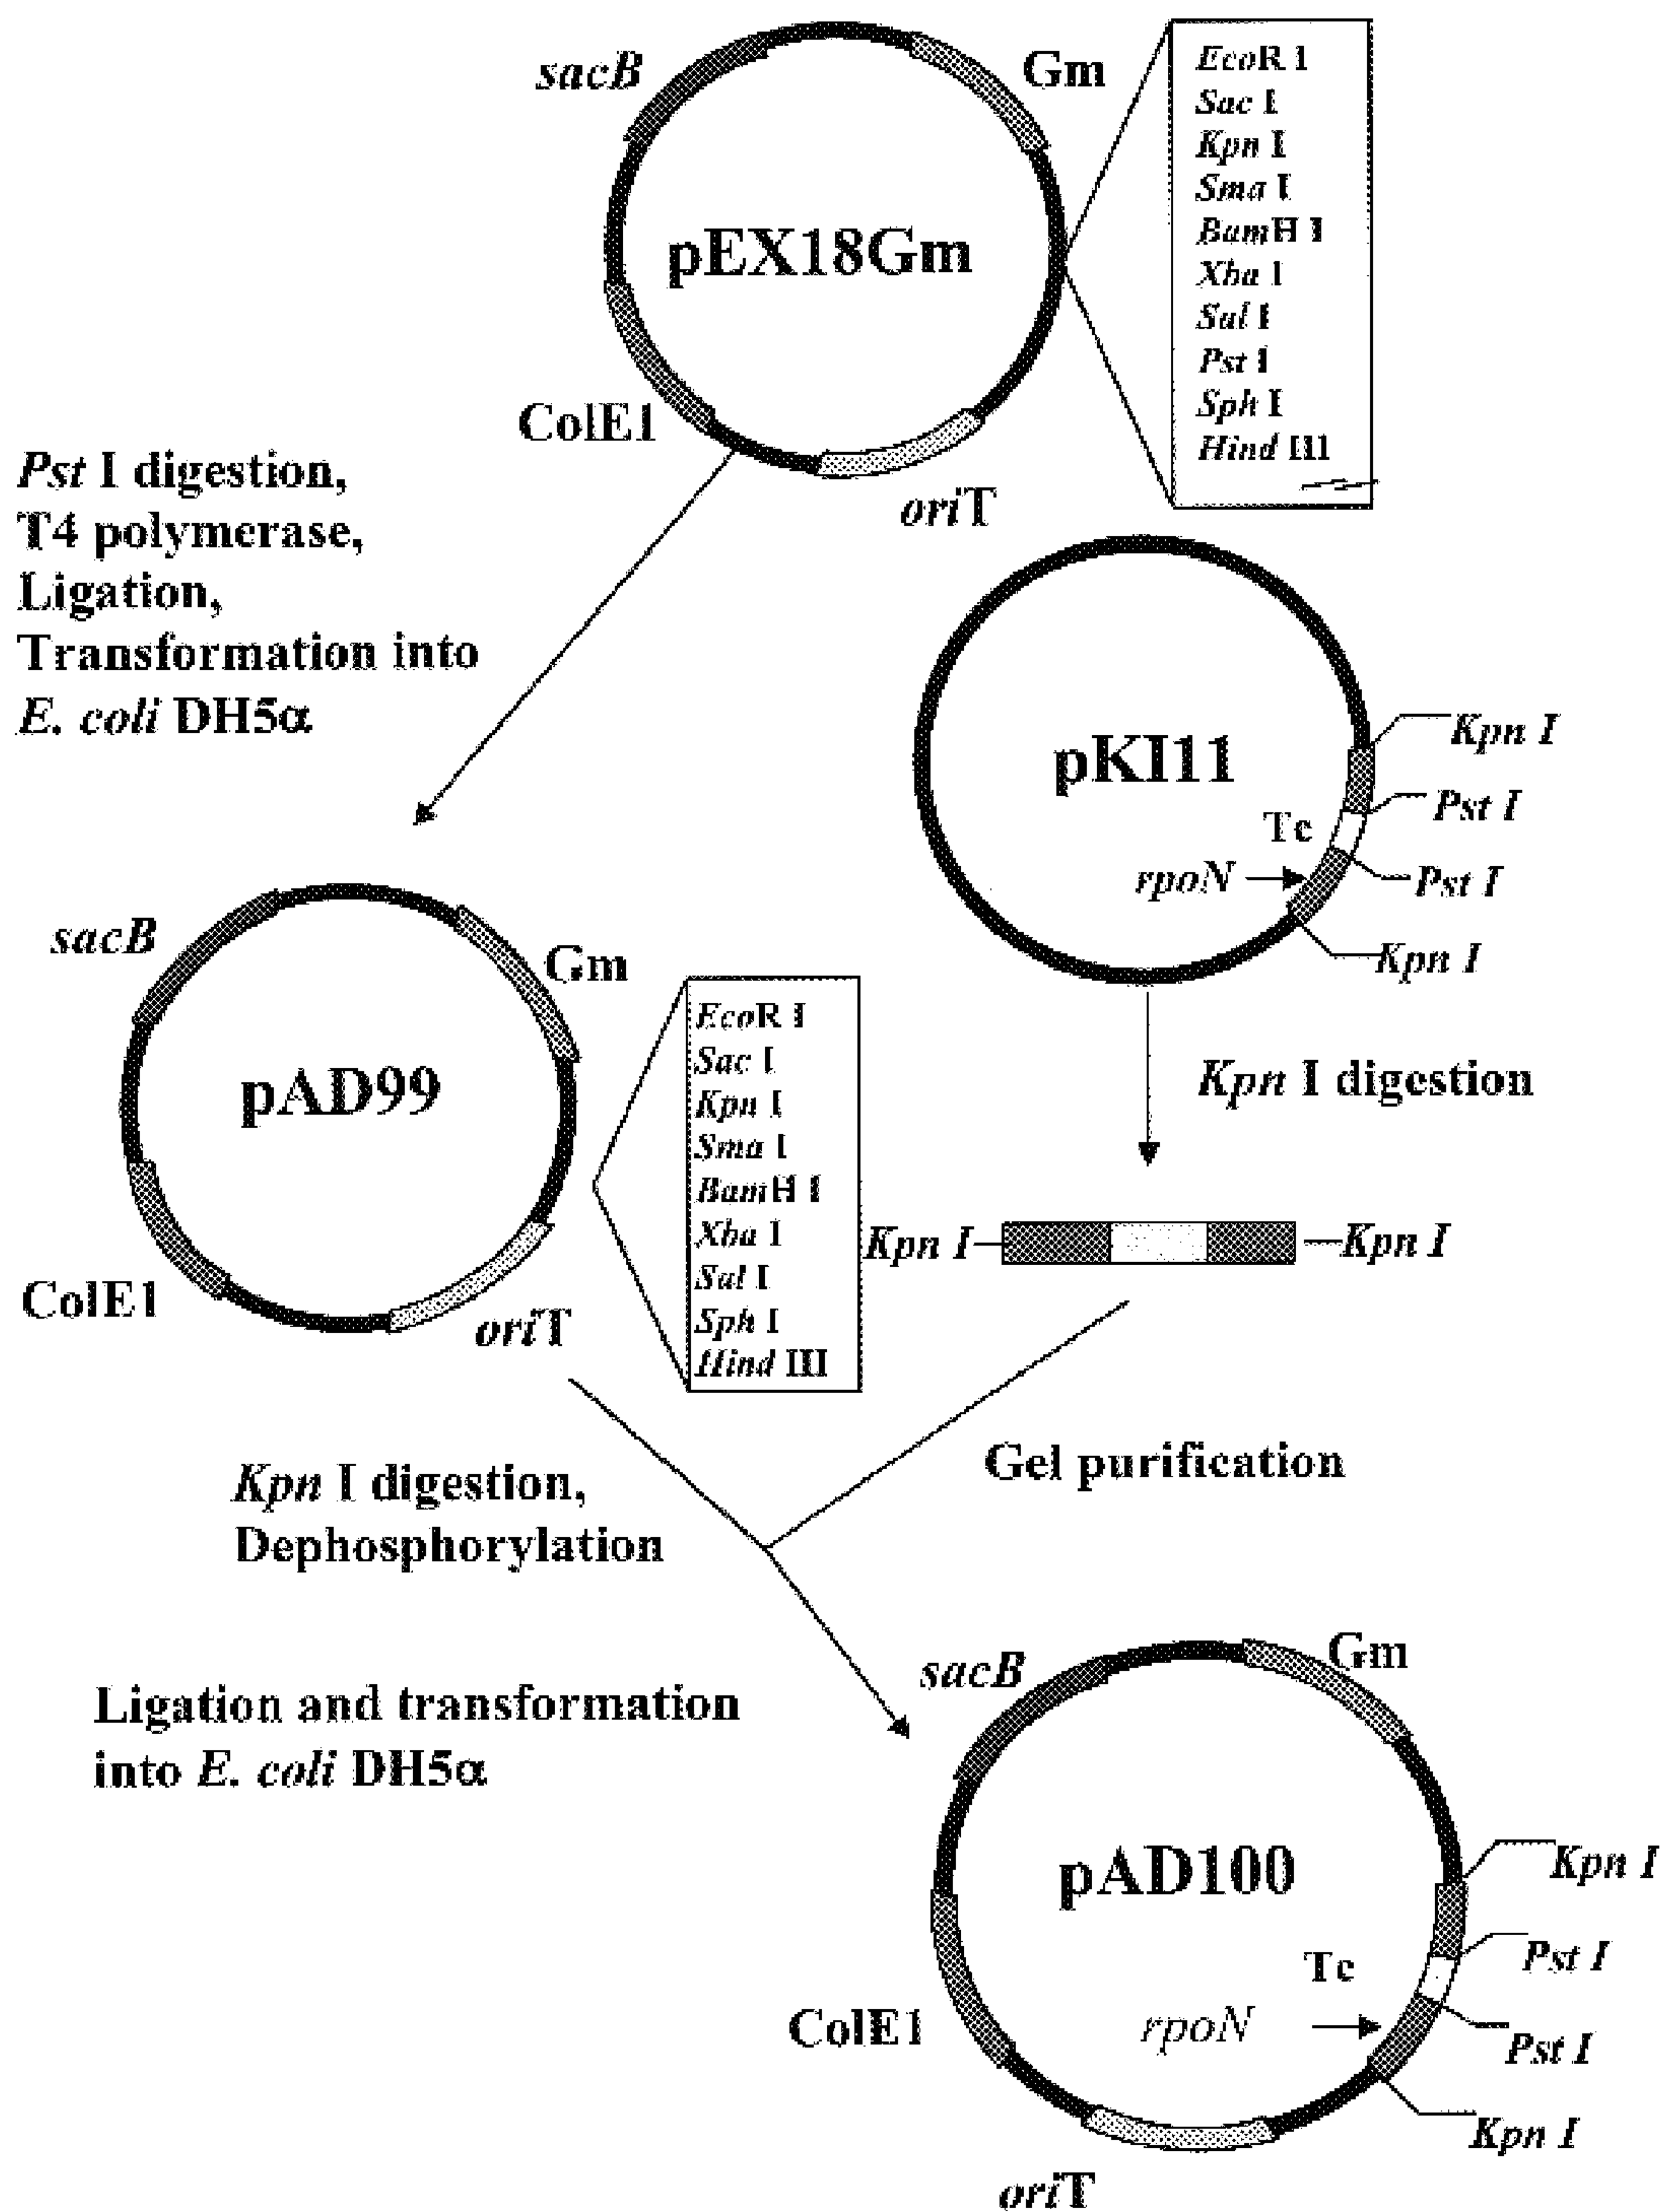 sacB
Gm
pEX18Gm
ColE1
oriT
EcoR I
Sac I
Kpn I
Sma I
BamH I
Xba I
Sal I
Pst I
Sph I
Hind III
Pst I digestion,
T4 polymerase,
Ligation,
Transformation into
E. coli DH5α
pKI11
Kpn I
Pst I
Tc
rpoN
Pst I
Kpn I
sacB
Gm
pAD99
ColE1
oriT
EcoR I
Sac I
Kpn I
Sma I
BamH I
Xba I
Sal I
Sph I
Hind III
Kpn I digestion
Kpn I
Kpn I
Gel purification
Kpn I digestion,
Dephosphorylation
Ligation and transformation
into E. coli DH5α
sacB
Gm
pAD100
Kpn I
Pst I
Tc
rpoN
Pst I
Kpn I
ColE1
oriT